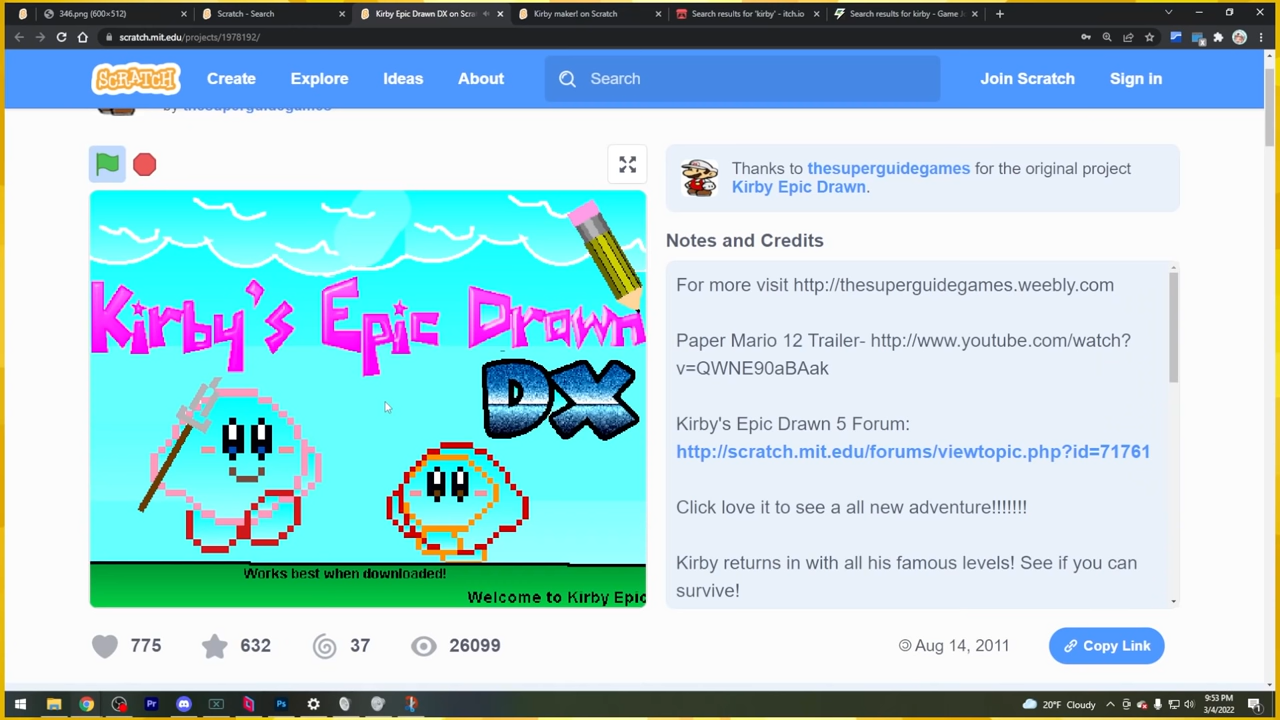 346.png (600×512)
Scratch - Search
Kirby Epic Drawn DX on Scra
Kirby maker! on Scratch
Search results for 'kirby' - itch.io
Search results for kirby - Game J
scratch.mit.edu/projects/1978192/
SCRATCH
Create
Explore
Ideas
About
Search
Join Scratch
Sign in
by thesuperguidegames
Thanks to thesuperguidegames for the original project
Kirby Epic Drawn.
Kirby's Epic Drawn
DX
Works best when downloaded!
Welcome to Kirby Epic
Notes and Credits
For more visit http://thesuperguidegames.weebly.com
Paper Mario 12 Trailer- http://www.youtube.com/watch?
v=QWNE90aBAak
Kirby's Epic Drawn 5 Forum:
http://scratch.mit.edu/forums/viewtopic.php?id=71761
Click love it to see a all new adventure!!!!!!!
Kirby returns in with all his famous levels! See if you can
survive!
775
632
37
26099
© Aug 14, 2011
Copy Link
Pr
Ps
20°F Cloudy
9:53 PM
3/4/2022
1